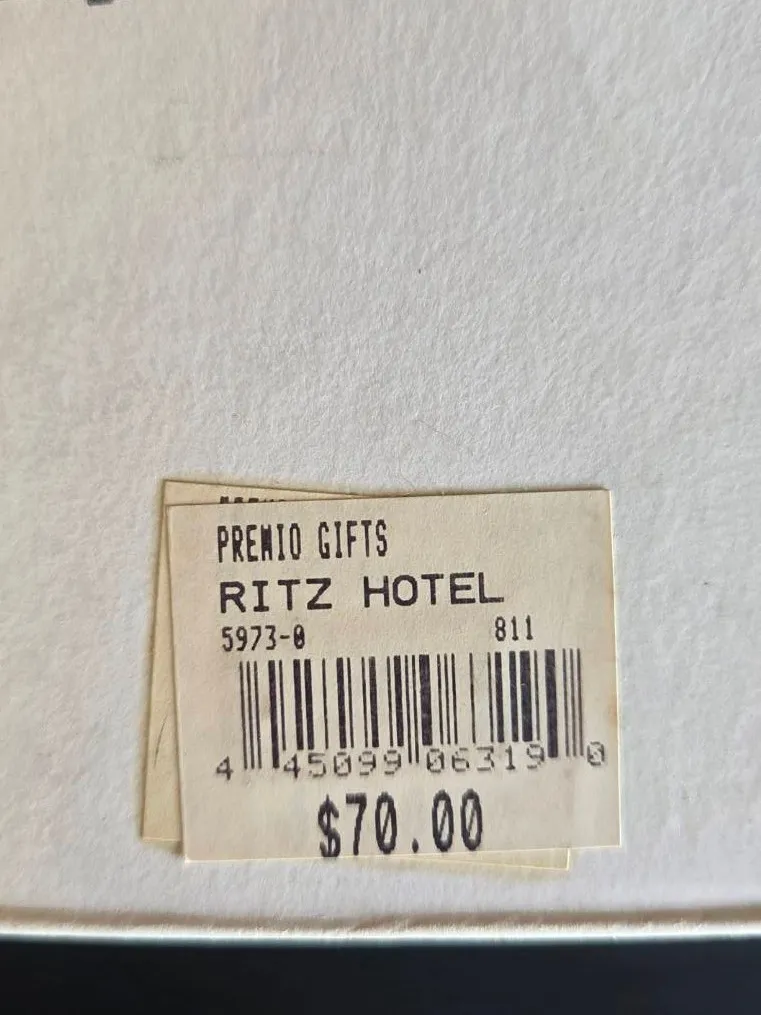 PREMIO GIFTS
RITZ HOTEL
5973-0 811
4 45099 06319 0
$70.00